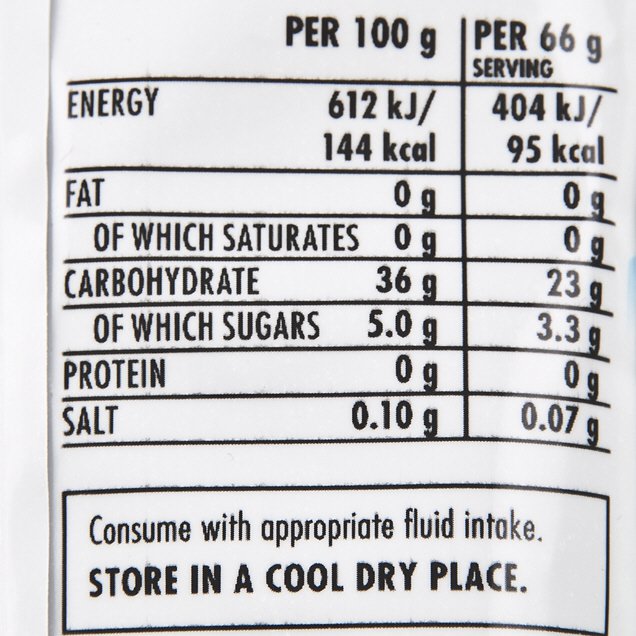 PER 100 g PER 66 g
SERVING
ENERGY 612 kJ/ 404 kJ/
144 kcal 95 kcal
FAT 0 g 0 g
OF WHICH SATURATES 0 g 0 g
CARBOHYDRATE 36 g 23 g
OF WHICH SUGARS 5.0 g 3.3 g
PROTEIN 0 g 0 g
SALT 0.10 g 0.07 g
Consume with appropriate fluid intake.
STORE IN A COOL DRY PLACE.